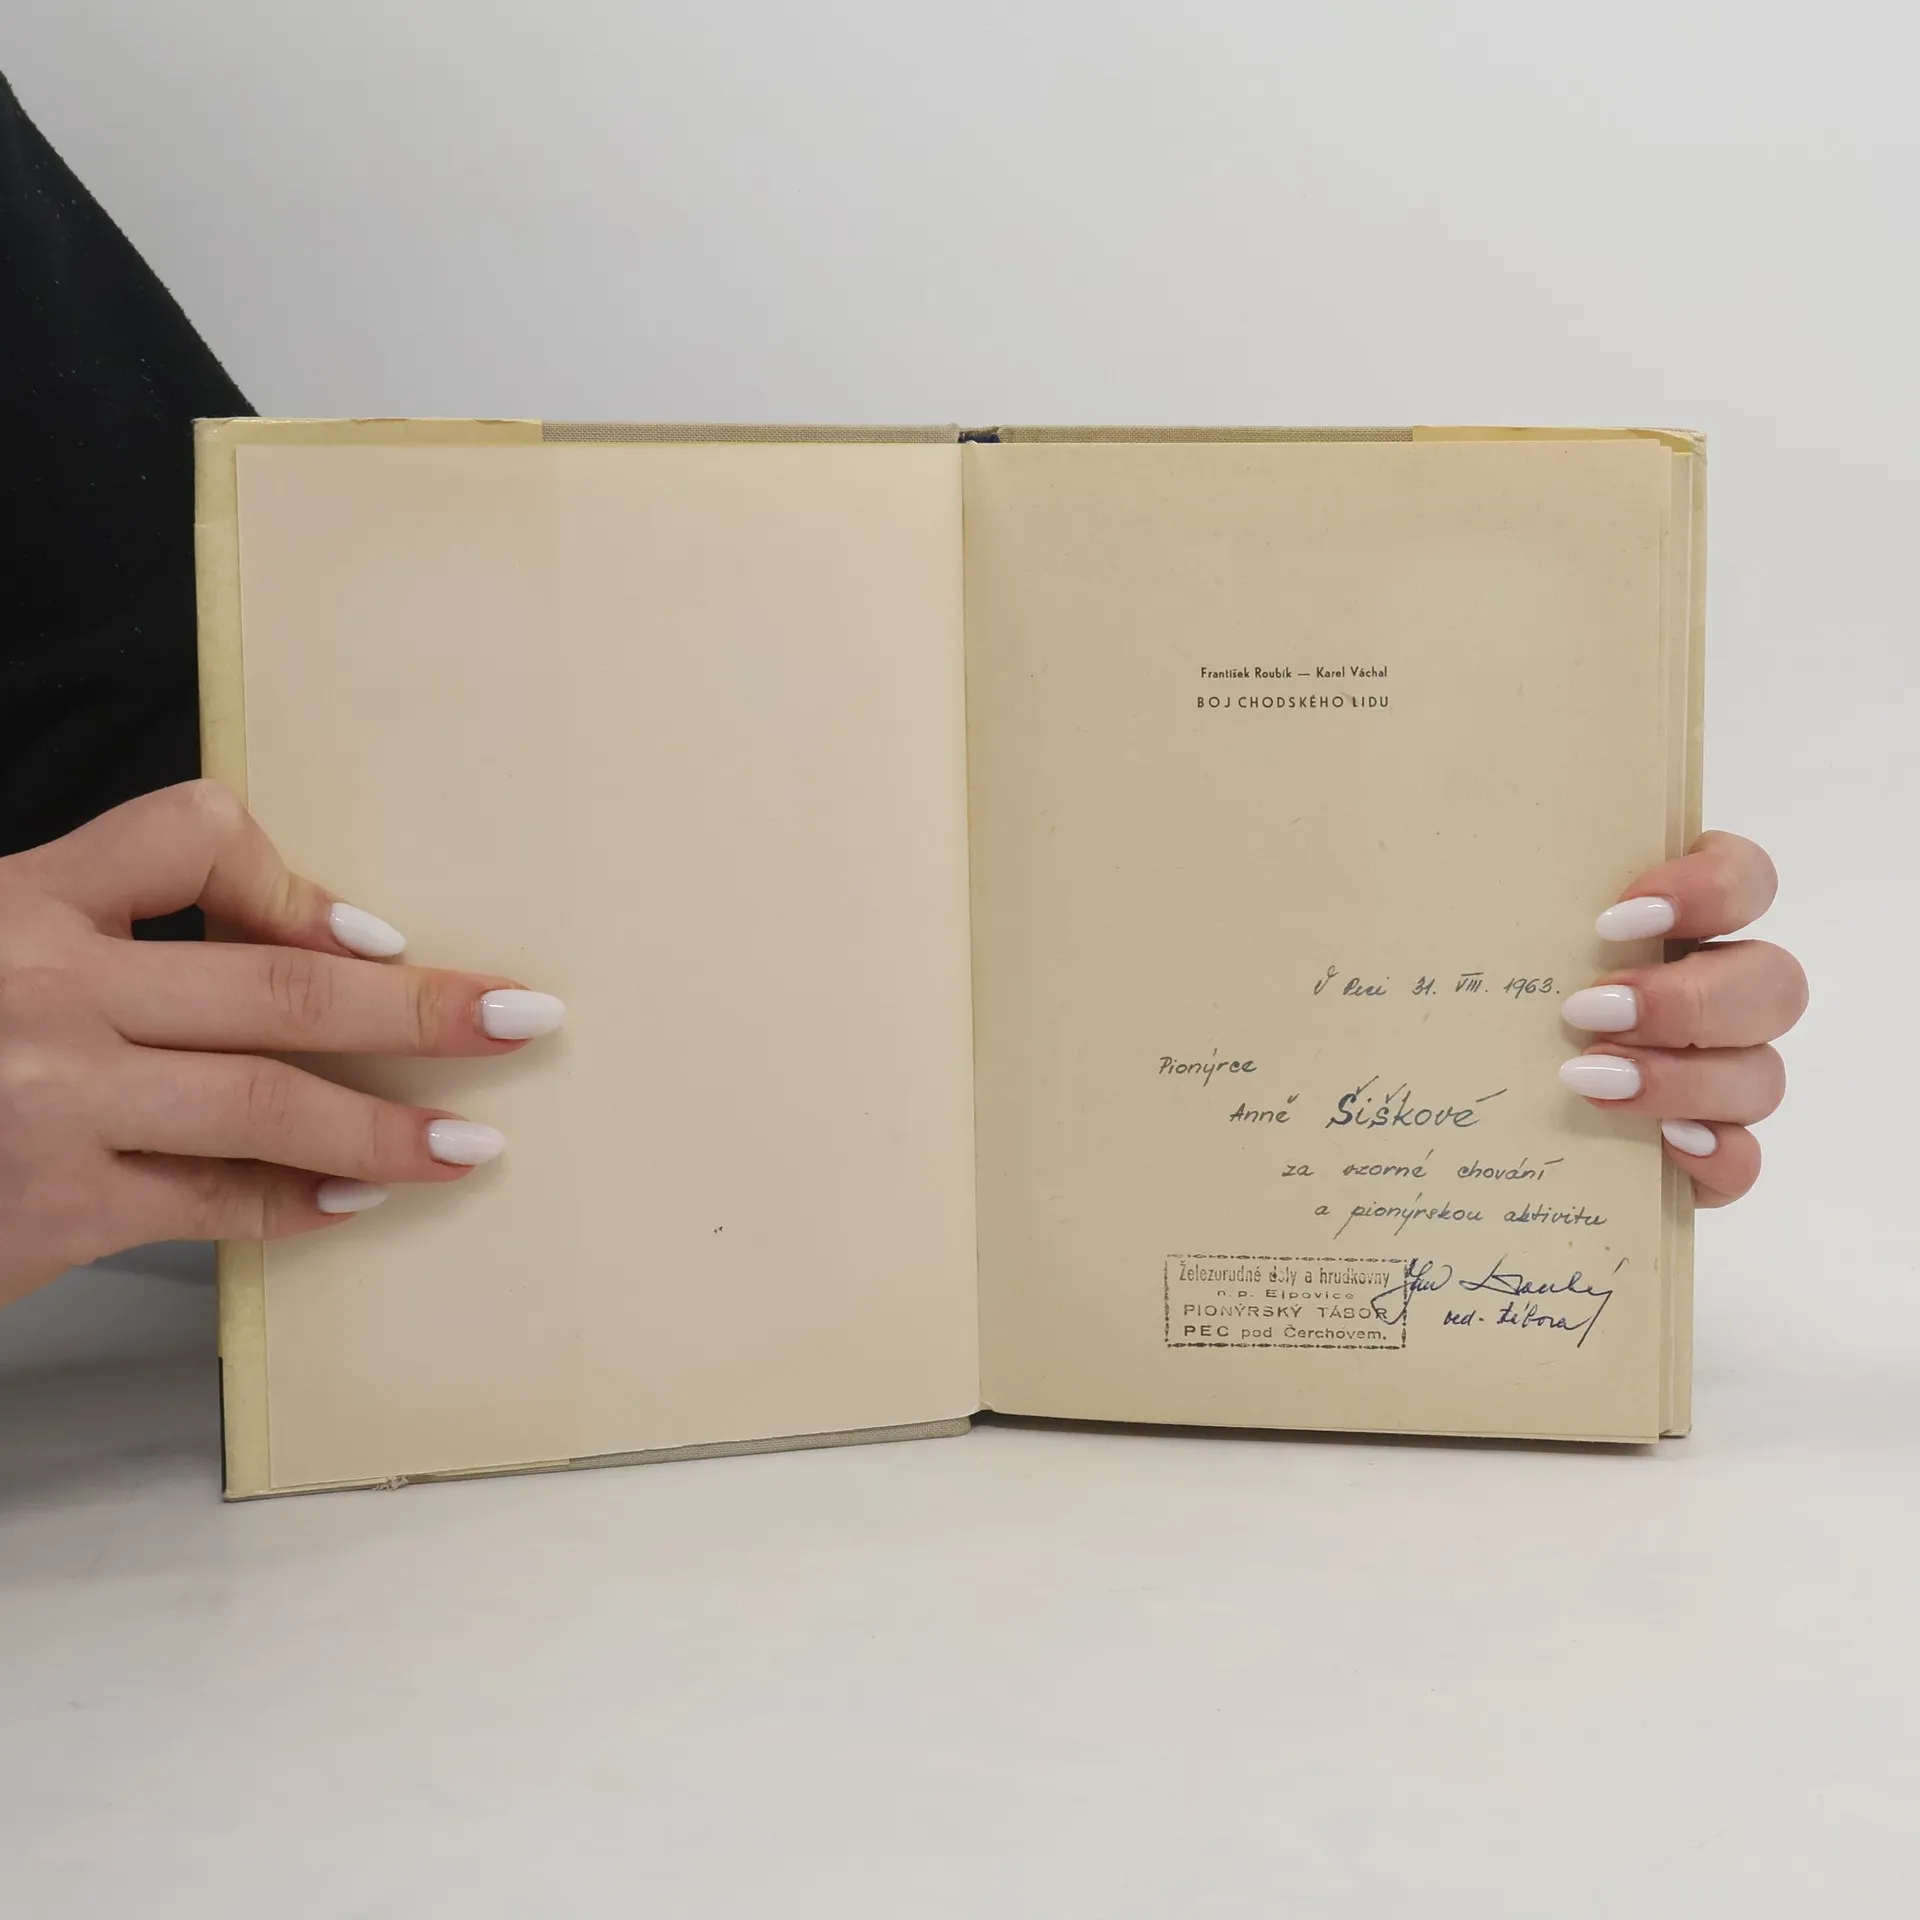 František Roubík — Karel Váchal
BOJ CHODSKÉHO LIDU
V Peci 31. VIII. 1963.
Pionýrce
Anně Šiškové
za vzorné chování
a pionýrskou aktivitu
Železorudné doly a hrudkovny
n. p. Ejpovice
PIONÝRSKÝ TÁBOR
PEC pod Čerchovem.
ved. tábora